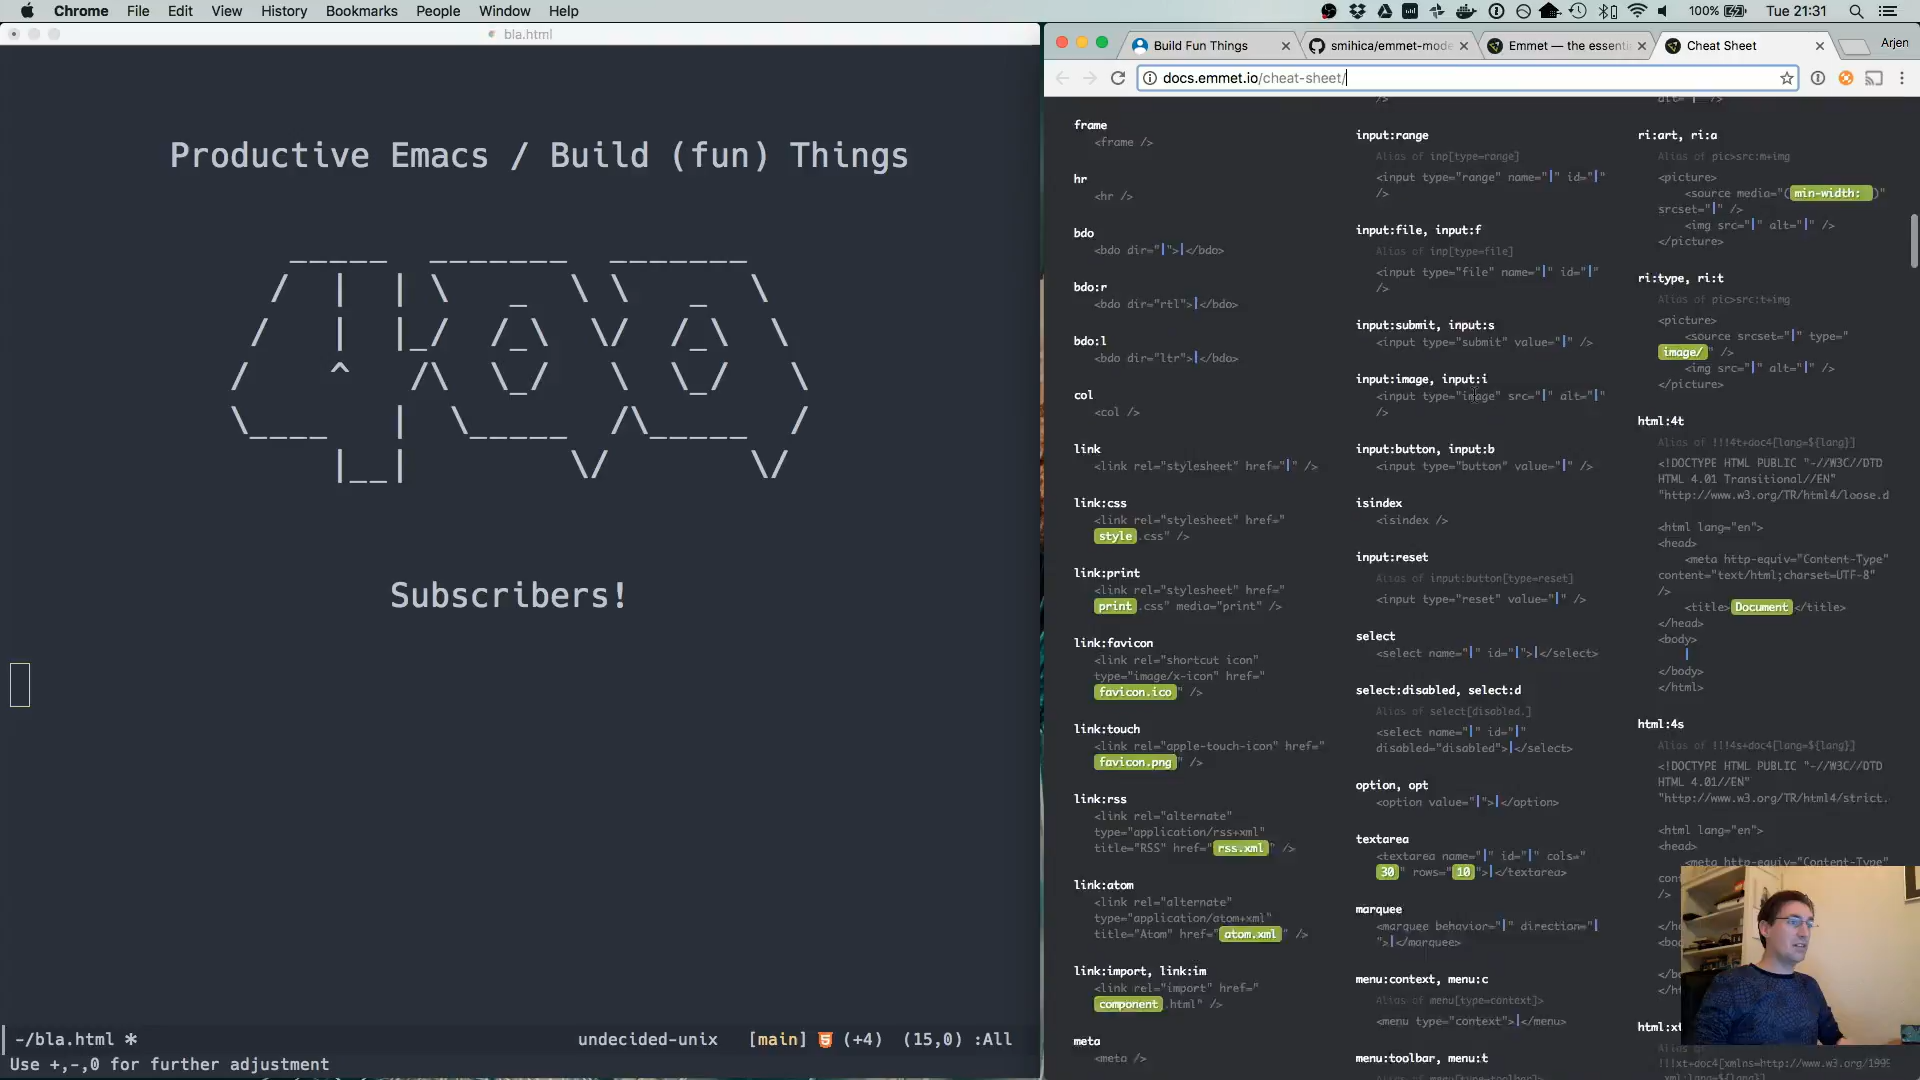 Chrome File Edit View History Bookmarks People Window Help
100% Tue 21:31
bla.html
Productive Emacs / Build (fun) Things
Subscribers!
~/bla.html * undecided-unix [main] (+4) (15,0) :All
Use +,-,0 for further adjustment
Build Fun Things
smihica/emmet-mode
Emmet — the essenti
Cheat Sheet
Arjen
docs.emmet.io/cheat-sheet/
/>
frame
<frame />
hr
<hr />
bdo
<bdo dir="|">|</bdo>
bdo:r
<bdo dir="rtl">|</bdo>
bdo:l
<bdo dir="ltr">|</bdo>
col
<col />
link
<link rel="stylesheet" href="|" />
link:css
<link rel="stylesheet" href="
style.css" />
link:print
<link rel="stylesheet" href="
print.css" media="print" />
link:favicon
<link rel="shortcut icon"
type="image/x-icon" href="
favicon.ico" />
link:touch
<link rel="apple-touch-icon" href="
favicon.png" />
link:rss
<link rel="alternate"
type="application/rss+xml"
title="RSS" href="rss.xml" />
link:atom
<link rel="alternate"
type="application/atom+xml"
title="Atom" href="atom.xml" />
link:import, link:im
<link rel="import" href="
component.html" />
meta
<meta />
input:range
Alias of inp[type=range]
<input type="range" name="|" id="|"
/>
input:file, input:f
Alias of inp[type=file]
<input type="file" name="|" id="|"
/>
input:submit, input:s
<input type="submit" value="|" />
input:image, input:i
<input type="image" src="|" alt="|"
/>
input:button, input:b
<input type="button" value="|" />
isindex
<isindex />
input:reset
Alias of input:button[type=reset]
<input type="reset" value="|" />
select
<select name="|" id="|">|</select>
select:disabled, select:d
Alias of select[disabled.]
<select name="|" id="|"
disabled="disabled">|</select>
option, opt
<option value="|">|</option>
textarea
<textarea name="|" id="|" cols="
30" rows="10">|</textarea>
marquee
<marquee behavior="|" direction="|
">|</marquee>
menu:context, menu:c
Alias of menu[type=context]>
<menu type="context">|</menu>
menu:toolbar, menu:t
ri:art, ri:a
Alias of pic>src:m+img
<picture>
<source media="(min-width: )"
srcset="|" />
<img src="|" alt="|" />
</picture>
ri:type, ri:t
Alias of pic>src:t+img
<picture>
<source srcset="|" type="
image/" />
<img src="|" alt="|" />
</picture>
html:4t
Alias of !!!4t+doc4[lang=${lang}]
<!DOCTYPE HTML PUBLIC "-//W3C//DTD
HTML 4.01 Transitional//EN"
"http://www.w3.org/TR/html4/loose.d
<html lang="en">
<head>
<meta http-equiv="Content-Type"
content="text/html;charset=UTF-8"
/>
<title>Document</title>
</head>
<body>
|
</body>
</html>
html:4s
Alias of !!!4s+doc4[lang=${lang}]
<!DOCTYPE HTML PUBLIC "-//W3C//DTD
HTML 4.01//EN"
"http://www.w3.org/TR/html4/strict.
<html lang="en">
<head>
<meta http-equiv="Content-Type"
/>
html:xt
!!!xt+doc4[xmlns=http://www.w3.org/199